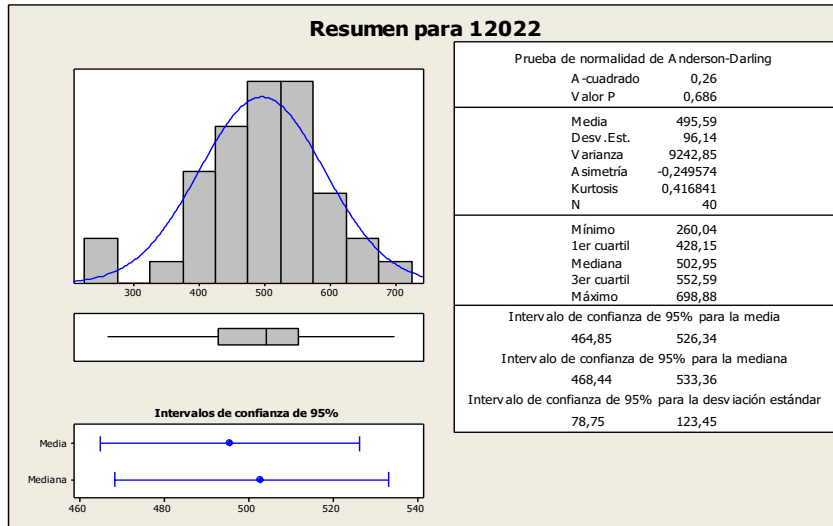 Resumen para 12022
300 400 500 600 700
Intervalos de confianza de 95%
Media
Mediana
460 480 500 520 540
Prueba de normalidad de Anderson-Darling
A-cuadrado 0,26
Valor P 0,686
Media 495,59
Desv.Est. 96,14
Varianza 9242,85
Asimetría -0,249574
Kurtosis 0,416841
N 40
Mínimo 260,04
1er cuartil 428,15
Mediana 502,95
3er cuartil 552,59
Máximo 698,88
Intervalo de confianza de 95% para la media
464,85 526,34
Intervalo de confianza de 95% para la mediana
468,44 533,36
Intervalo de confianza de 95% para la desviación estándar
78,75 123,45